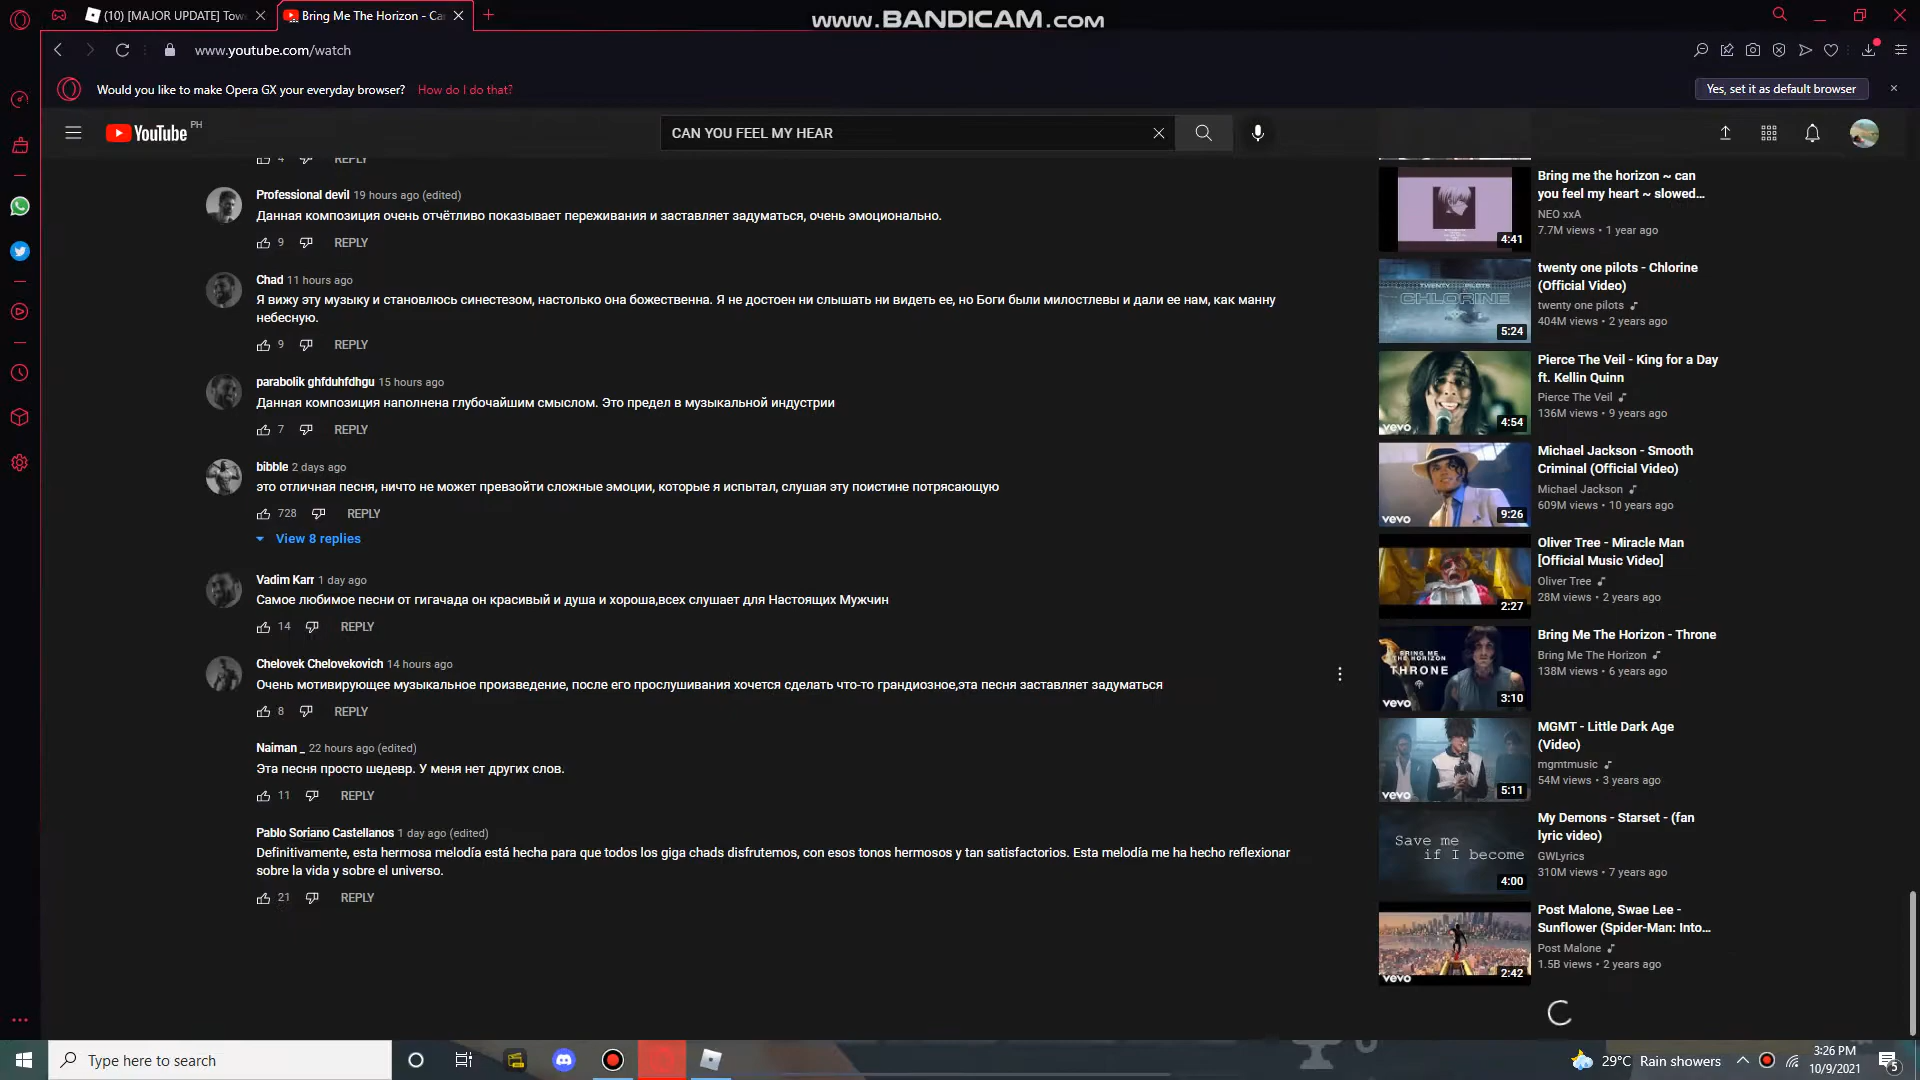 www.BANDICAM.com
(10) [MAJOR UPDATE] Tow
Bring Me The Horizon - Ca
www.youtube.com/watch
Would you like to make Opera GX your everyday browser? How do I do that?
Yes, set it as default browser
YouTube PH
CAN YOU FEEL MY HEAR
4 REPLY
Professional devil 19 hours ago (edited)
Данная композиция очень отчётливо показывает переживания и заставляет задуматься, очень эмоционально.
9 REPLY
Chad 11 hours ago
Я вижу эту музыку и становлюсь синестезом, настолько она божественна. Я не достоен ни слышать ни видеть ее, но Боги были милостлевы и дали ее нам, как манну
небесную.
9 REPLY
parabolik ghfduhfdhgu 15 hours ago
Данная композиция наполнена глубочайшим смыслом. Это предел в музыкальной индустрии
7 REPLY
bibble 2 days ago
это отличная песня, ничто не может превзойти сложные эмоции, которые я испытал, слушая эту поистине потрясающую
728 REPLY
View 8 replies
Vadim Karr 1 day ago
Самое любимое песни от гигачада он красивый и душа и хороша,всех слушает для Настоящих Мужчин
14 REPLY
Chelovek Chelovekovich 14 hours ago
Очень мотивирующее музыкальное произведение, после его прослушивания хочется сделать что-то грандиозное,эта песня заставляет задуматься
8 REPLY
Naiman _ 22 hours ago (edited)
Эта песня просто шедевр. У меня нет других слов.
11 REPLY
Pablo Soriano Castellanos 1 day ago (edited)
Definitivamente, esta hermosa melodía está hecha para que todos los giga chads disfrutemos, con esos tonos hermosos y tan satisfactorios. Esta melodía me ha hecho reflexionar
sobre la vida y sobre el universo.
21 REPLY
4:41
Bring me the horizon ~ can
you feel my heart ~ slowed...
NEO xxA
7.7M views • 1 year ago
TWENTY ØNE PILØTS
CHLORINE
5:24
twenty one pilots - Chlorine
(Official Video)
twenty one pilots
404M views • 2 years ago
vevo
4:54
Pierce The Veil - King for a Day
ft. Kellin Quinn
Pierce The Veil
136M views • 9 years ago
vevo
9:26
Michael Jackson - Smooth
Criminal (Official Video)
Michael Jackson
609M views • 10 years ago
2:27
Oliver Tree - Miracle Man
[Official Music Video]
Oliver Tree
28M views • 2 years ago
BRING ME
THE HORIZON
THRONE
vevo
3:10
Bring Me The Horizon - Throne
Bring Me The Horizon
138M views • 6 years ago
vevo
5:11
MGMT - Little Dark Age
(Video)
mgmtmusic
54M views • 3 years ago
Save me
if I become
4:00
My Demons - Starset - (fan
lyric video)
GWLyrics
310M views • 7 years ago
vevo
2:42
Post Malone, Swae Lee -
Sunflower (Spider-Man: Into...
Post Malone
1.5B views • 2 years ago
Type here to search
29°C Rain showers
3:26 PM
10/9/2021
5